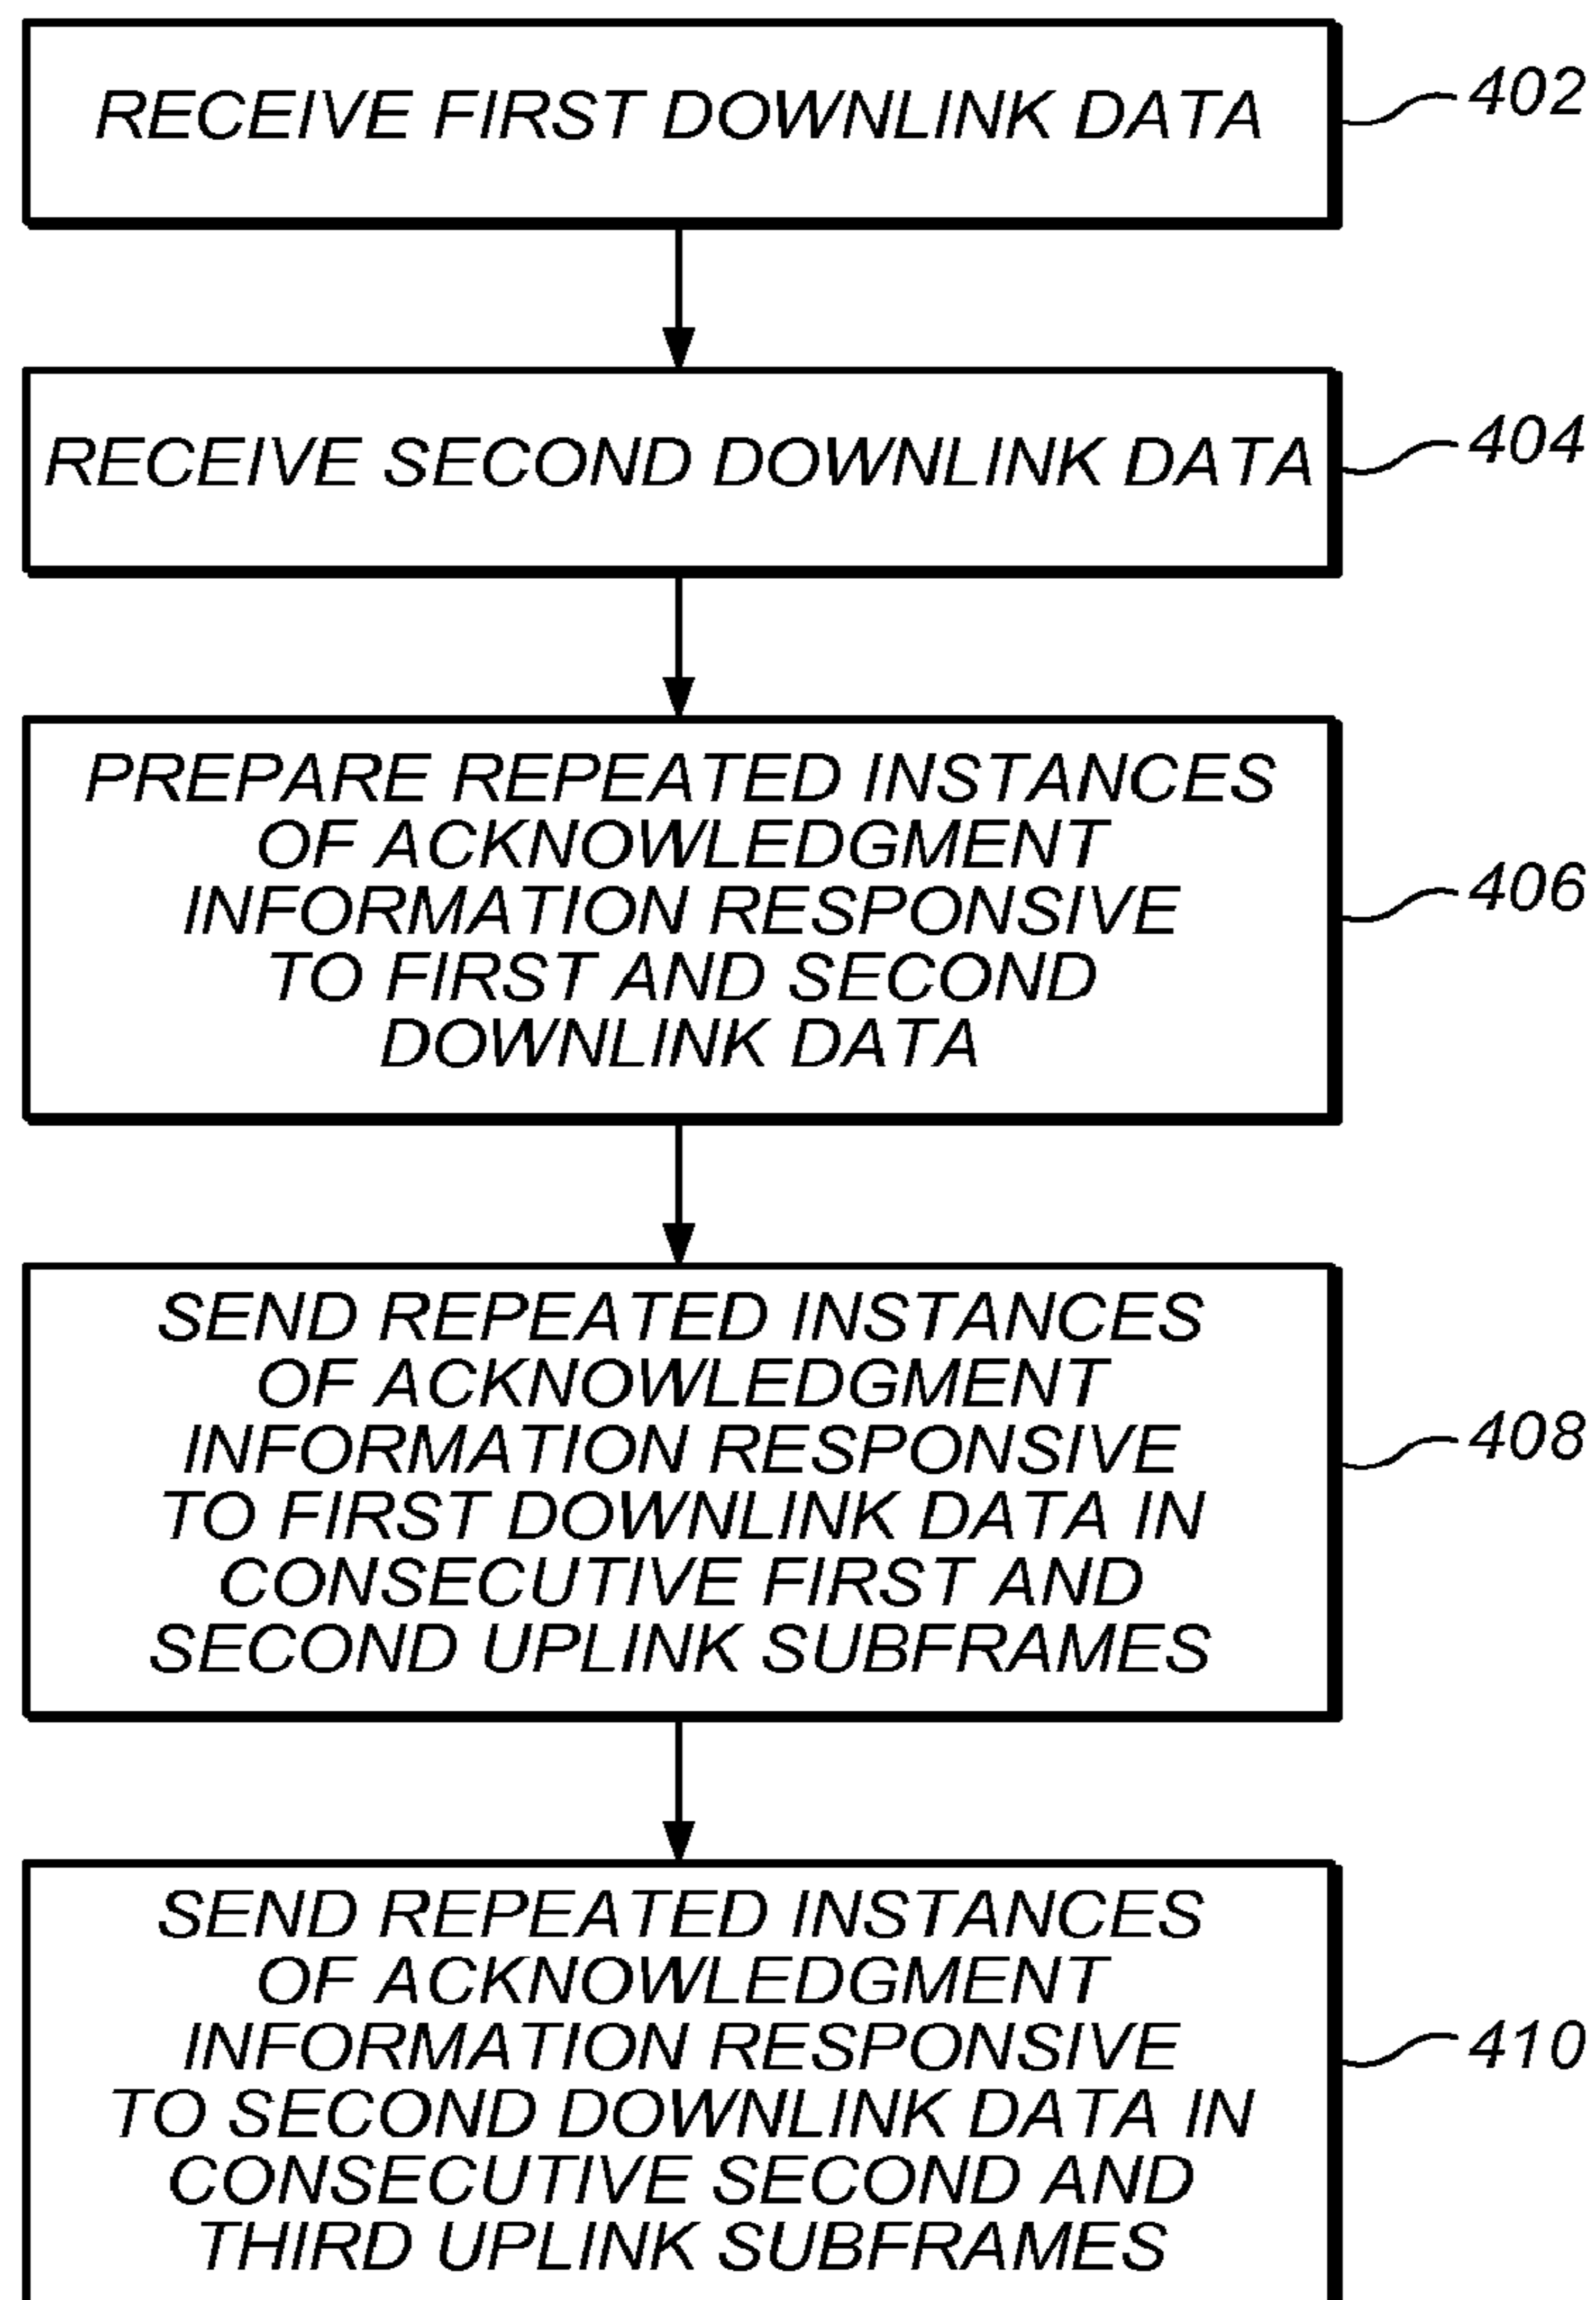 RECEIVE FIRST DOWNLINK DATA
402
RECEIVE SECOND DOWNLINK DATA
404
PREPARE REPEATED INSTANCES
OF ACKNOWLEDGMENT
INFORMATION RESPONSIVE
TO FIRST AND SECOND
DOWNLINK DATA
406
SEND REPEATED INSTANCES
OF ACKNOWLEDGMENT
INFORMATION RESPONSIVE
TO FIRST DOWNLINK DATA IN
CONSECUTIVE FIRST AND
SECOND UPLINK SUBFRAMES
408
SEND REPEATED INSTANCES
OF ACKNOWLEDGMENT
INFORMATION RESPONSIVE
TO SECOND DOWNLINK DATA IN
CONSECUTIVE SECOND AND
THIRD UPLINK SUBFRAMES
410